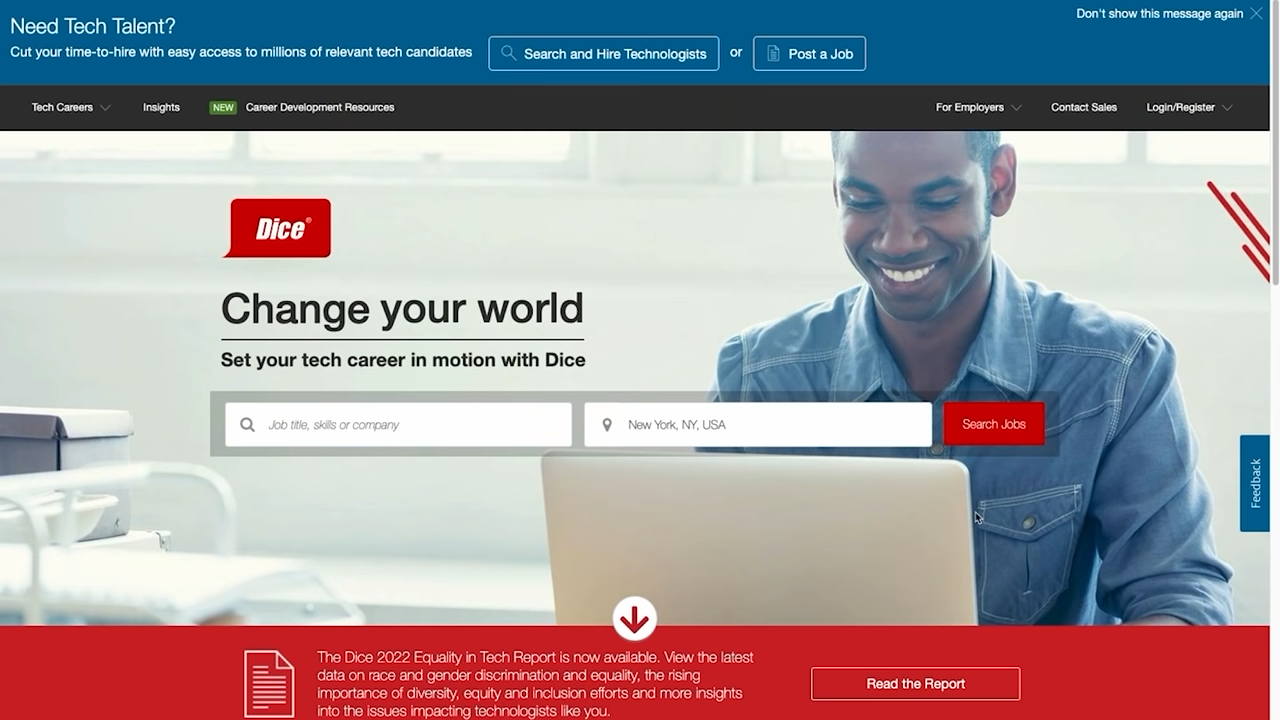 Need Tech Talent?
Don't show this message again
Cut your time-to-hire with easy access to millions of relevant tech candidates
Search and Hire Technologists
or
Post a Job
Tech Careers
Insights
NEW Career Development Resources
For Employers
Contact Sales
Login/Register
Dice®
Change your world
Set your tech career in motion with Dice
Job title, skills or company
New York, NY, USA
Search Jobs
Feedback
The Dice 2022 Equality in Tech Report is now available. View the latest
data on race and gender discrimination and equality, the rising
importance of diversity, equity and inclusion efforts and more insights
into the issues impacting technologists like you.
Read the Report